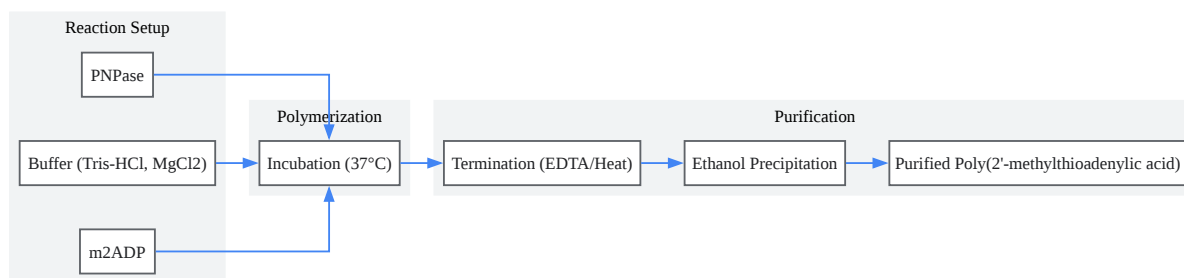 Reaction Setup
PNPase
Polymerization
Purification
Buffer (Tris-HCl, MgCl2)
Incubation (37°C)
Termination (EDTA/Heat)
Ethanol Precipitation
Purified Poly(2'-methylthioadenylic acid)
m2ADP